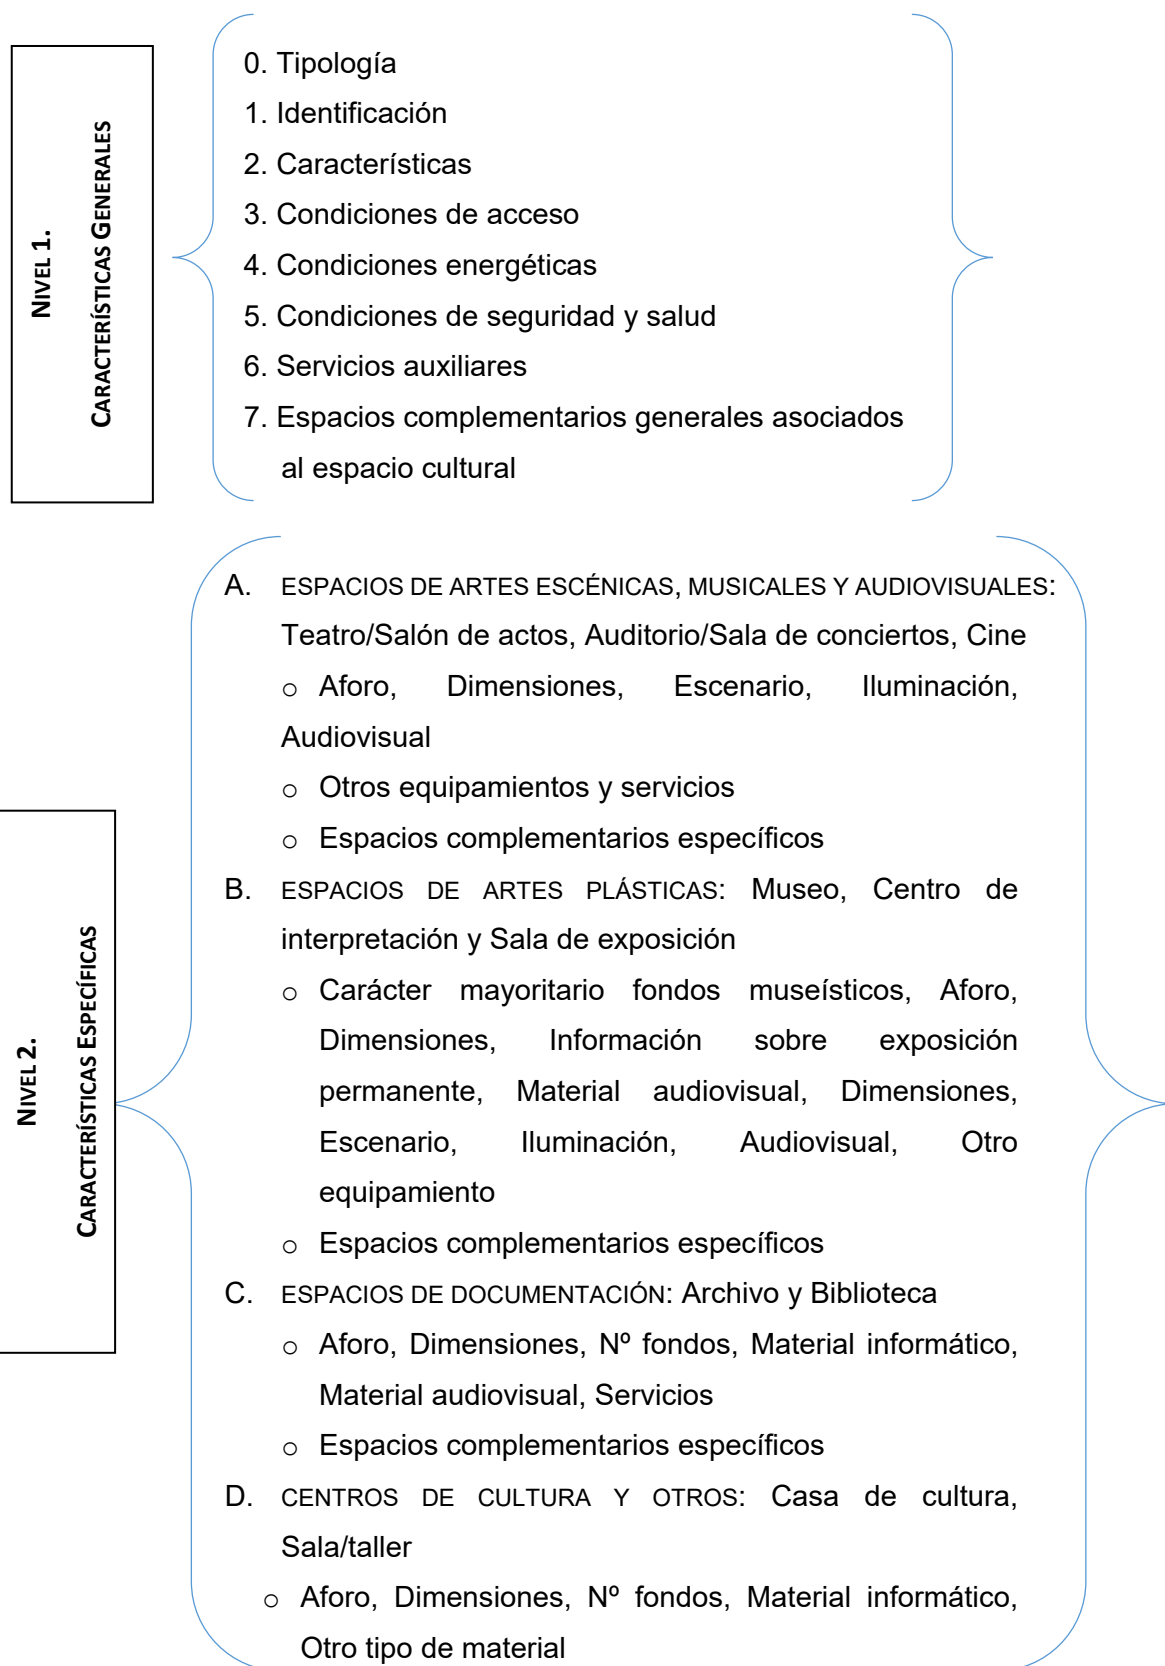 NIVEL 1.
CARACTERÍSTICAS GENERALES
0. Tipología
1. Identificación
2. Características
3. Condiciones de acceso
4. Condiciones energéticas
5. Condiciones de seguridad y salud
6. Servicios auxiliares
7. Espacios complementarios generales asociados
al espacio cultural
NIVEL 2.
CARACTERÍSTICAS ESPECÍFICAS
A. ESPACIOS DE ARTES ESCÉNICAS, MUSICALES Y AUDIOVISUALES:
Teatro/Salón de actos, Auditorio/Sala de conciertos, Cine
o Aforo, Dimensiones, Escenario, Iluminación,
Audiovisual
o Otros equipamientos y servicios
o Espacios complementarios específicos
B. ESPACIOS DE ARTES PLÁSTICAS: Museo, Centro de
interpretación y Sala de exposición
o Carácter mayoritario fondos museísticos, Aforo,
Dimensiones, Información sobre exposición
permanente, Material audiovisual, Dimensiones,
Escenario, Iluminación, Audiovisual, Otro
equipamiento
o Espacios complementarios específicos
C. ESPACIOS DE DOCUMENTACIÓN: Archivo y Biblioteca
o Aforo, Dimensiones, Nº fondos, Material informático,
Material audiovisual, Servicios
o Espacios complementarios específicos
D. CENTROS DE CULTURA Y OTROS: Casa de cultura,
Sala/taller
o Aforo, Dimensiones, Nº fondos, Material informático,
Otro tipo de material